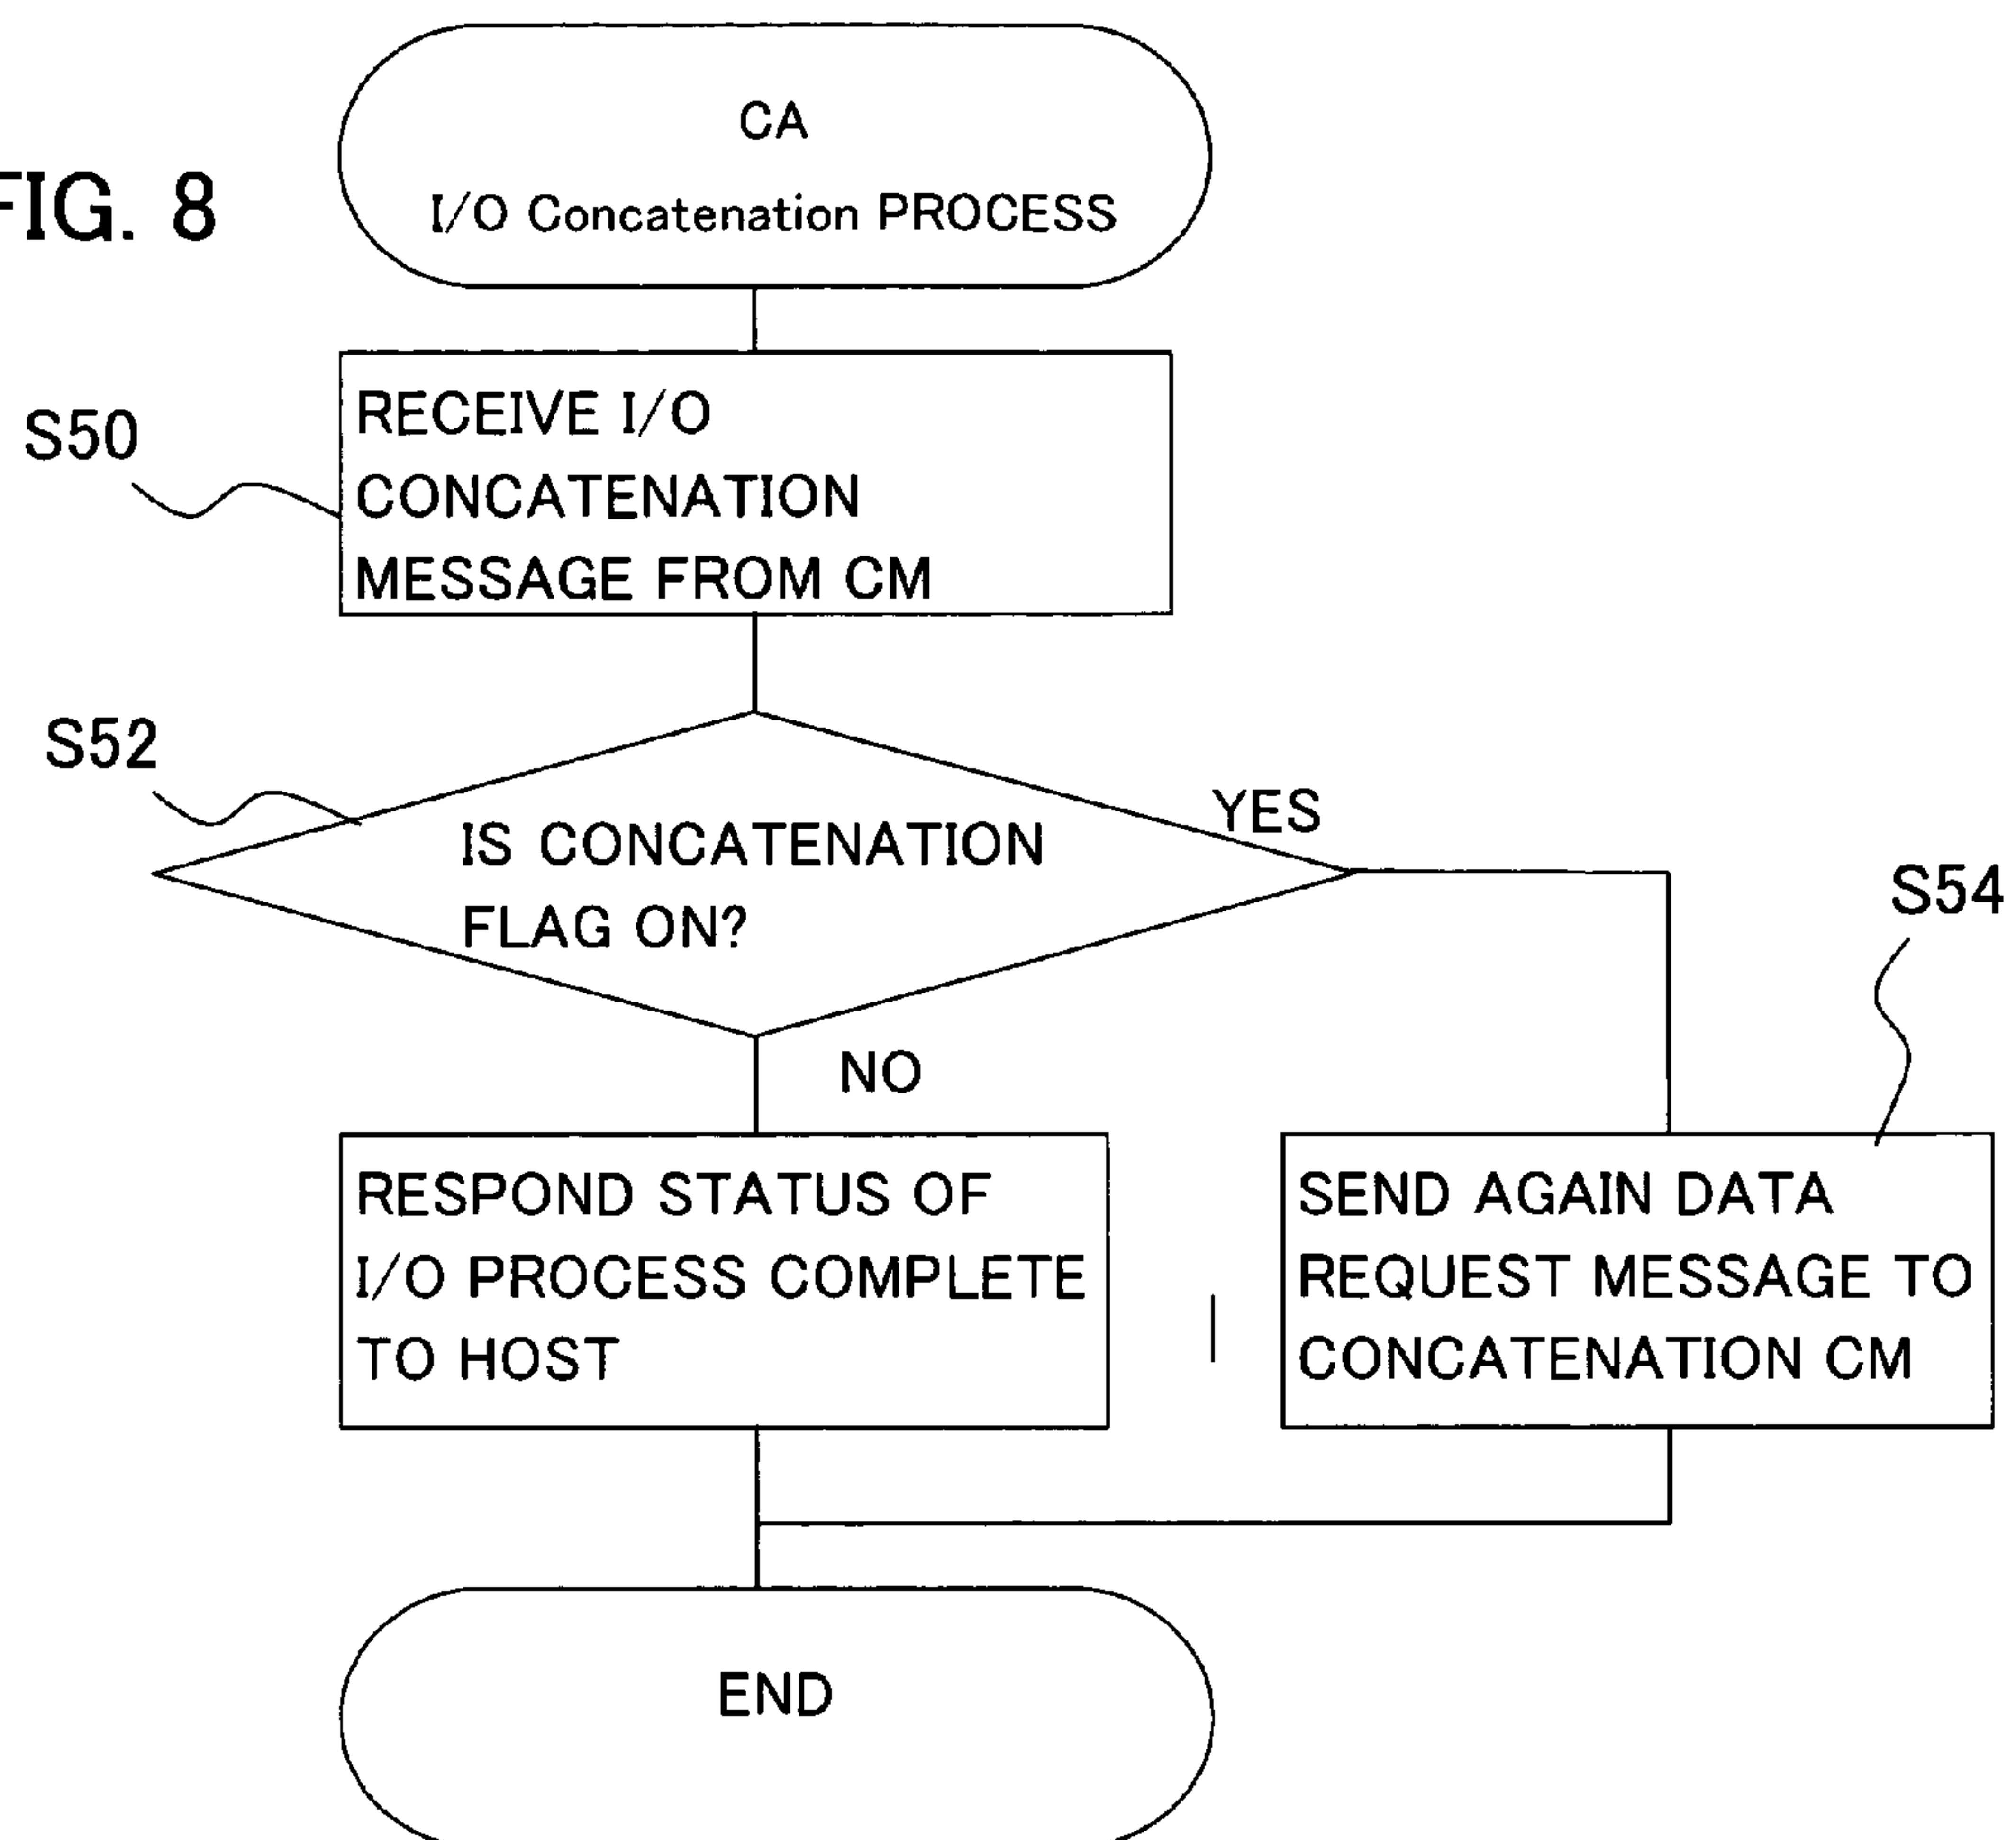 FIG. 8
CA
I/O Concatenation PROCESS
S50
RECEIVE I/O
CONCATENATION
MESSAGE FROM CM
S52
IS CONCATENATION
FLAG ON?
YES
NO
S54
RESPOND STATUS OF
I/O PROCESS COMPLETE
TO HOST
SEND AGAIN DATA
REQUEST MESSAGE TO
CONCATENATION CM
END